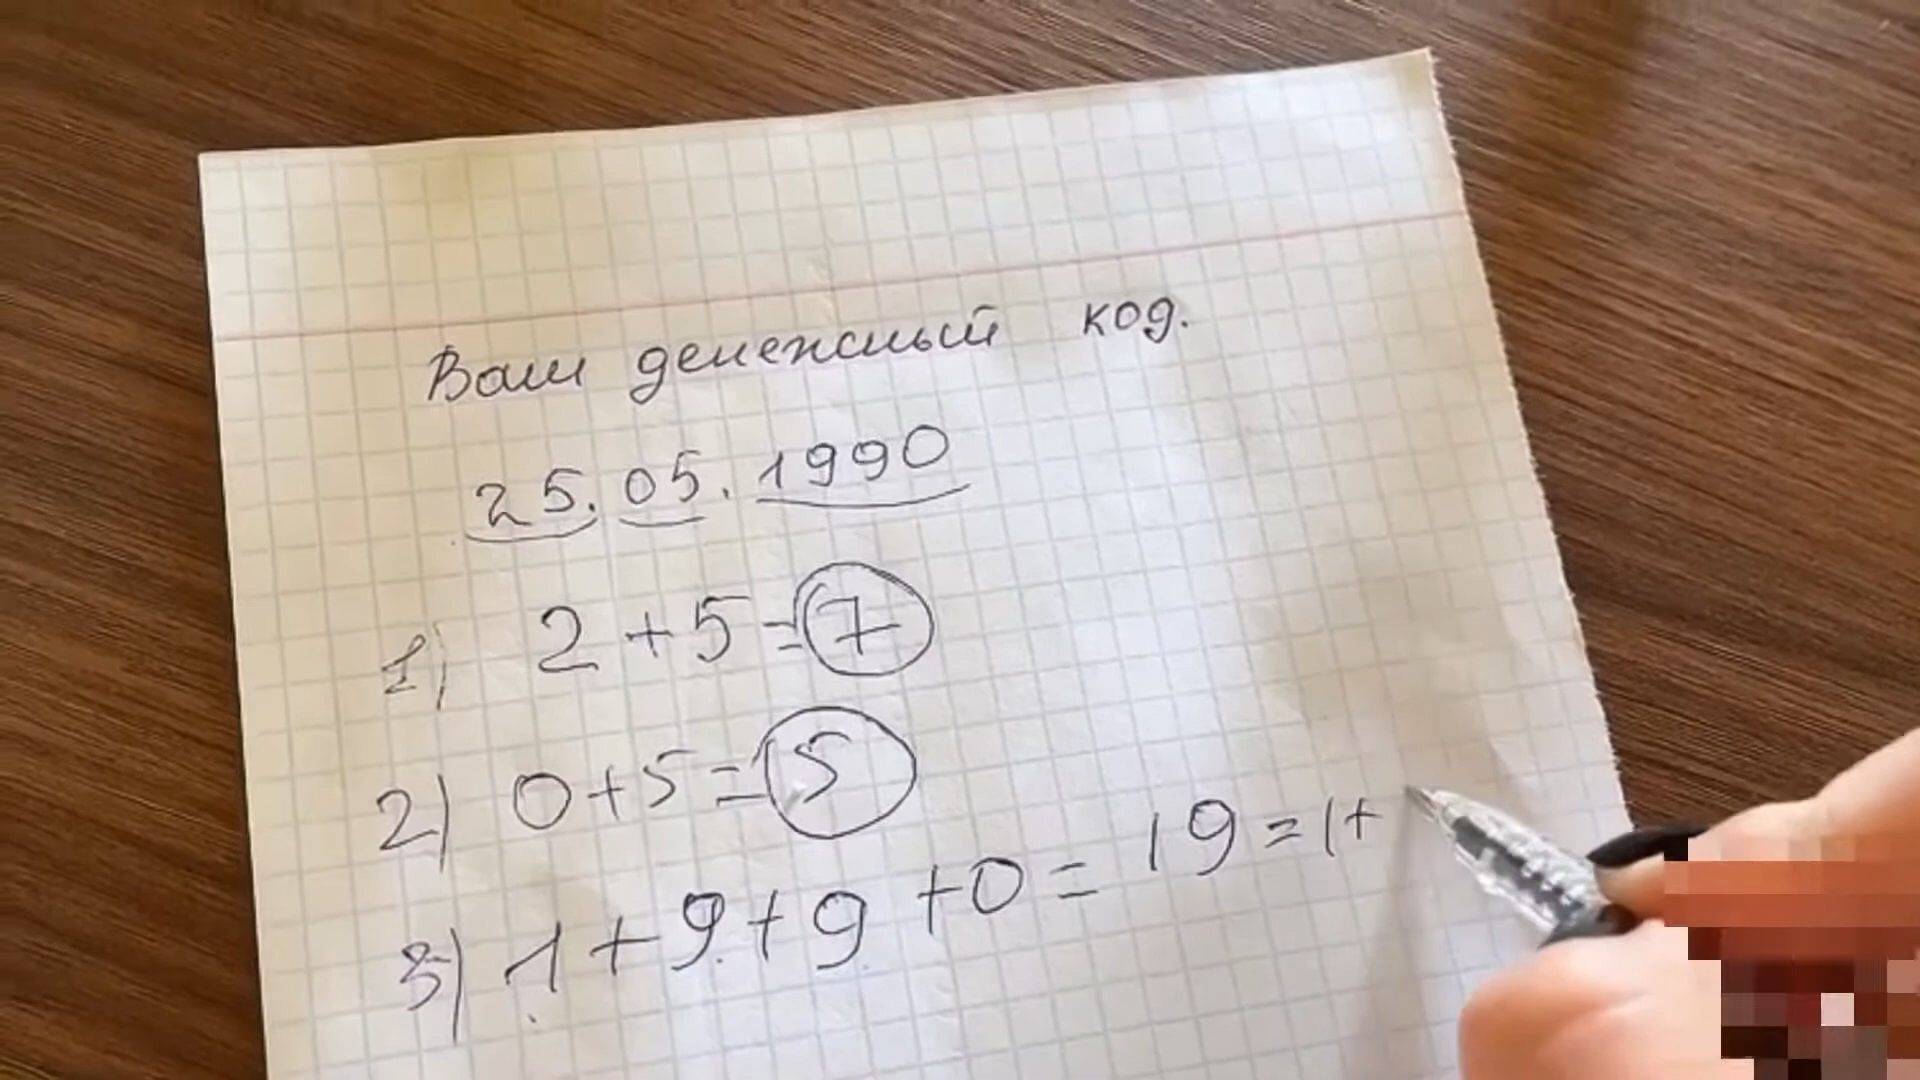 Ваш денежный код.
25.05.1990
1) 2+5=7
2) 0+5=5
3) 1+9+9+0=19=1+